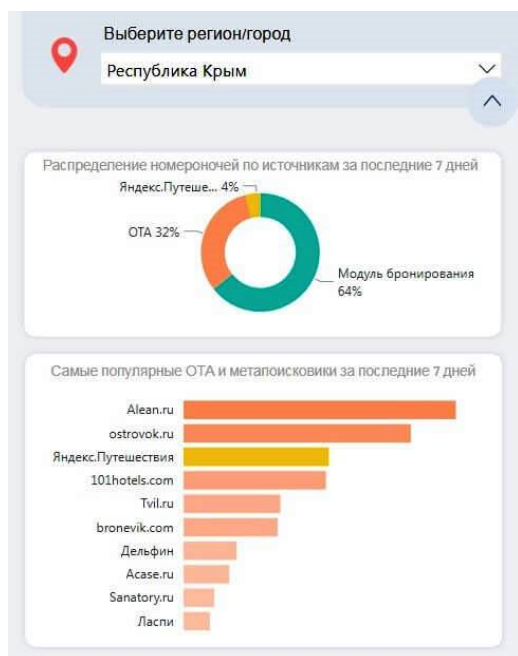 Выберите регион/город
Республика Крым
Распределение номероночей по источникам за последние 7 дней
Яндекс.Путеше... 4%
ОТА 32%
Модуль бронирования
64%
Самые популярные ОТА и метапоисковики за последние 7 дней
Alean.ru
ostrovok.ru
Яндекс.Путешествия
101hotels.com
Tvil.ru
bronevik.com
Дельфин
Acase.ru
Sanatory.ru
Ласпи